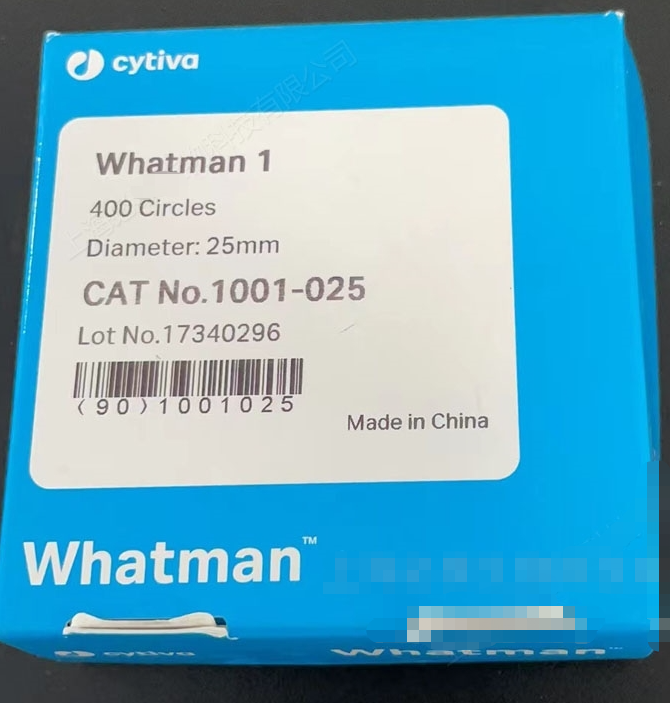 cytiva
Whatman 1
400 Circles
Diameter: 25mm
CAT No.1001-025
Lot No.17340296
(90)1001025
Made in China
Whatman™
cytiva
Whatman™